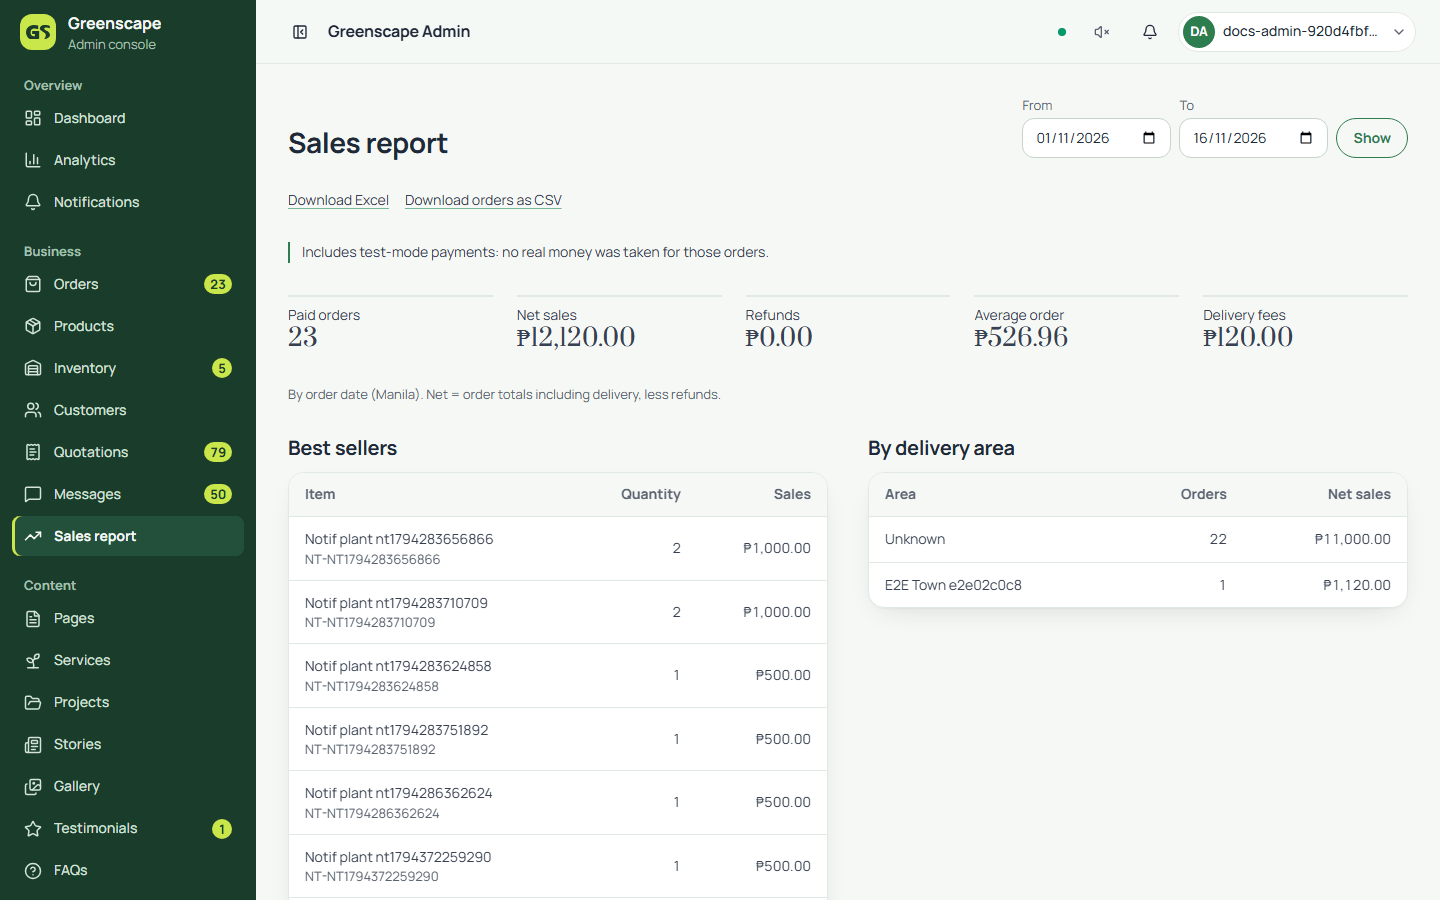 GS
Greenscape
Admin console
Overview
Dashboard
Analytics
Notifications
Business
Orders 23
Products
Inventory 5
Customers
Quotations 79
Messages 50
Sales report
Content
Pages
Services
Projects
Stories
Gallery
Testimonials 1
FAQs
Greenscape Admin
DA docs-admin-920d4fbf...
Sales report
From To
01/11/2026 16/11/2026 Show
Download Excel Download orders as CSV
Includes test-mode payments: no real money was taken for those orders.
Paid orders Net sales Refunds Average order Delivery fees
23 ₱12,120.00 ₱0.00 ₱526.96 ₱120.00
By order date (Manila). Net = order totals including delivery, less refunds.
Best sellers
Item Quantity Sales
Notif plant nt1794283656866 2 ₱1,000.00
NT-NT1794283656866
Notif plant nt1794283710709 2 ₱1,000.00
NT-NT1794283710709
Notif plant nt1794283624858 1 ₱500.00
NT-NT1794283624858
Notif plant nt1794283751892 1 ₱500.00
NT-NT1794283751892
Notif plant nt1794286362624 1 ₱500.00
NT-NT1794286362624
Notif plant nt1794372259290 1 ₱500.00
NT-NT1794372259290
By delivery area
Area Orders Net sales
Unknown 22 ₱11,000.00
E2E Town e2e02c0c8 1 ₱1,120.00